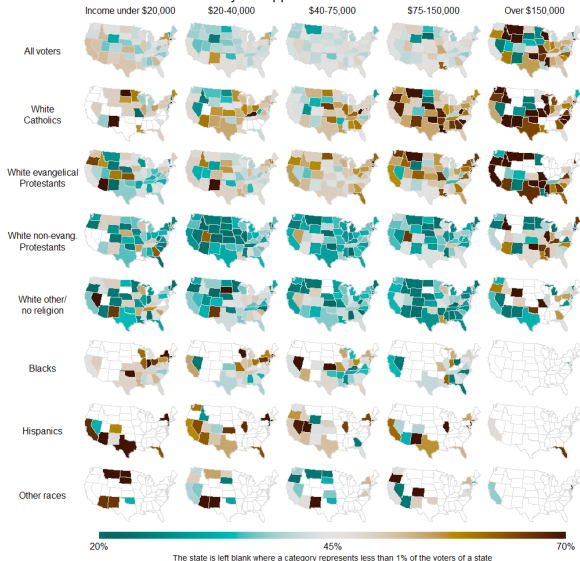 Income under $20,000 $20-40,000 $40-75,000 $75-150,000 Over $150,000
All voters
White
Catholics
White evangelical
Protestants
White non-evang.
Protestants
White other/
no religion
Blacks
Hispanics
Other races
20% 45% 70%
The state is left blank where a category represents less than 1% of the voters of a state